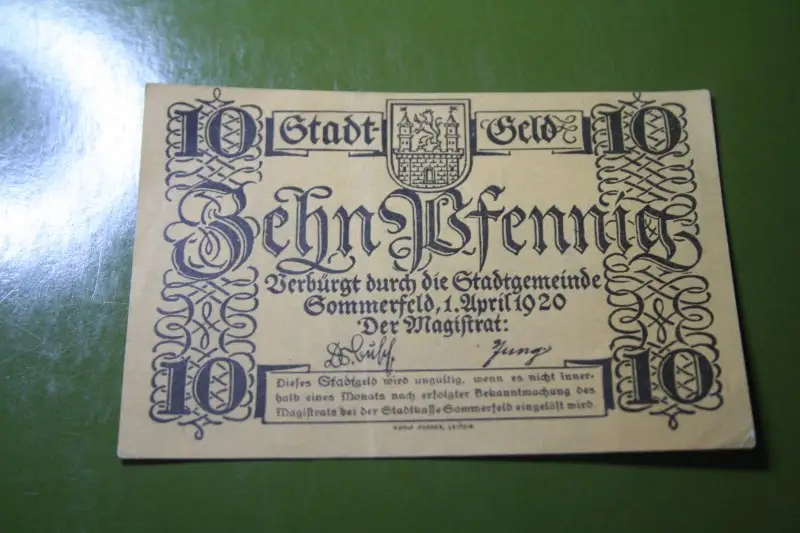 10 Stadt- Geld 10
Zehn Pfennig
Verbürgt durch die Stadtgemeinde
Sommerfeld, 1. April 1920
Der Magistrat:
Jung
10 10
Dieses Stadtgeld wird ungültig, wenn es nicht inner-
halb eines Monats nach erfolgter Bekanntmachung des
Magistrats bei der Stadtkasse Sommerfeld eingelöst wird
LEIPZIG